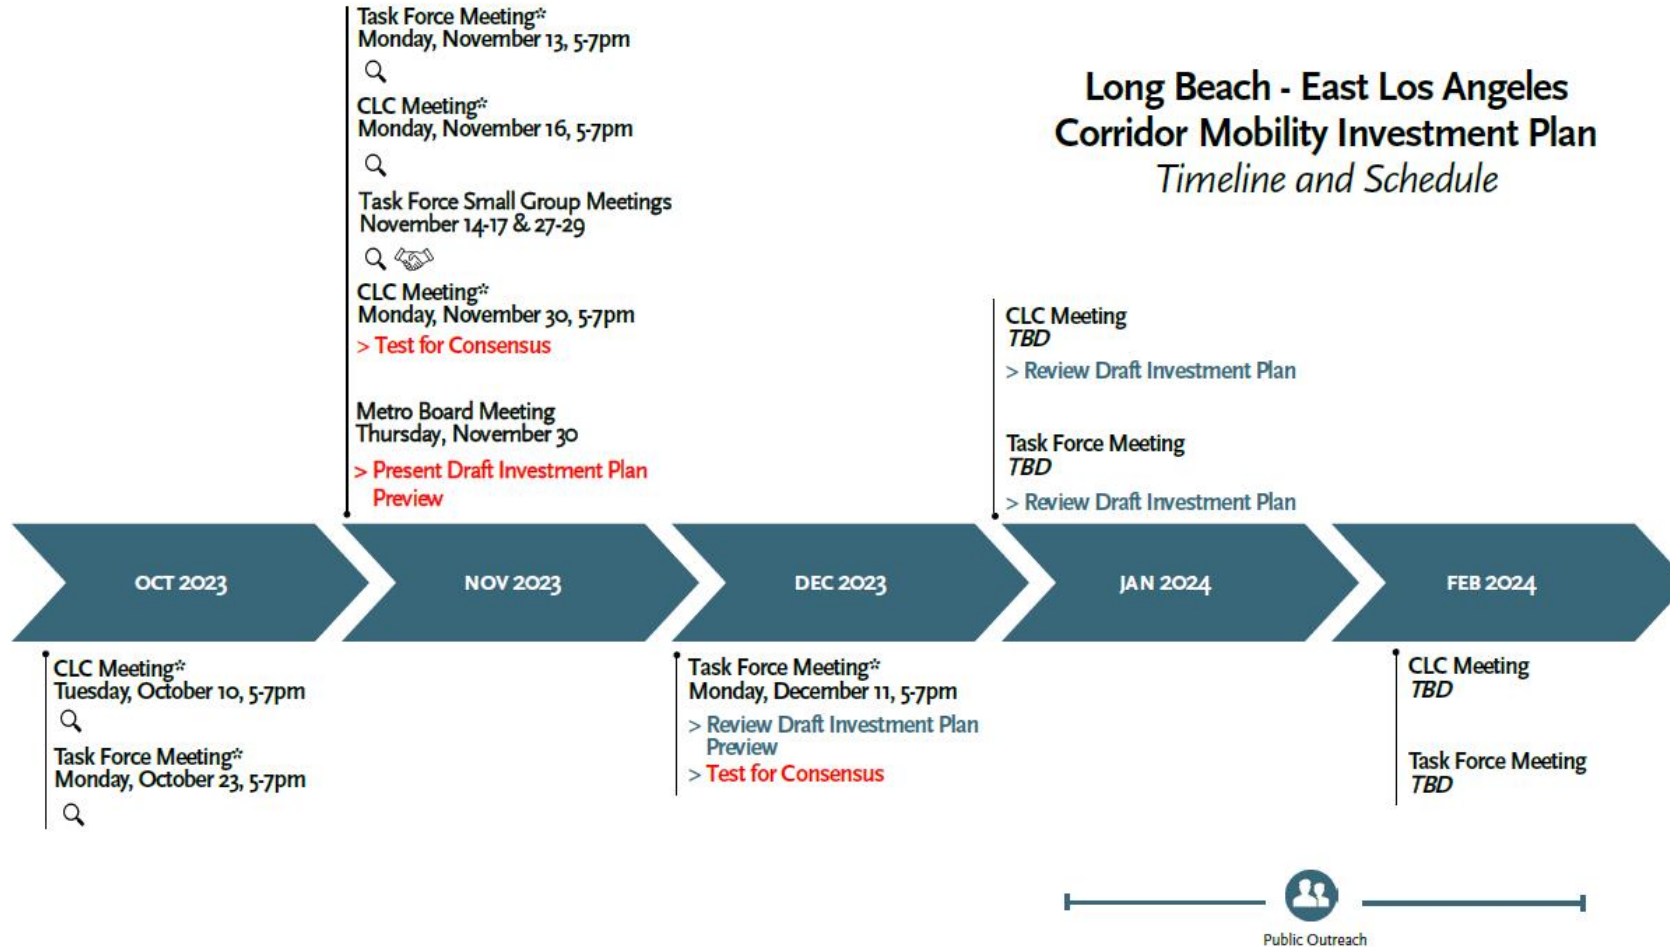 Task Force Meeting*
Monday, November 13, 5-7pm
CLC Meeting*
Monday, November 16, 5-7pm
Task Force Small Group Meetings
November 14-17 & 27-29
CLC Meeting*
Monday, November 30, 5-7pm
> Test for Consensus
Metro Board Meeting
Thursday, November 30
> Present Draft Investment Plan
Preview
Long Beach - East Los Angeles
Corridor Mobility Investment Plan
Timeline and Schedule
CLC Meeting
TBD
> Review Draft Investment Plan
Task Force Meeting
TBD
> Review Draft Investment Plan
OCT 2023
NOV 2023
DEC 2023
JAN 2024
FEB 2024
CLC Meeting*
Tuesday, October 10, 5-7pm
Task Force Meeting*
Monday, October 23, 5-7pm
Task Force Meeting*
Monday, December 11, 5-7pm
> Review Draft Investment Plan
Preview
> Test for Consensus
CLC Meeting
TBD
Task Force Meeting
TBD
Public Outreach